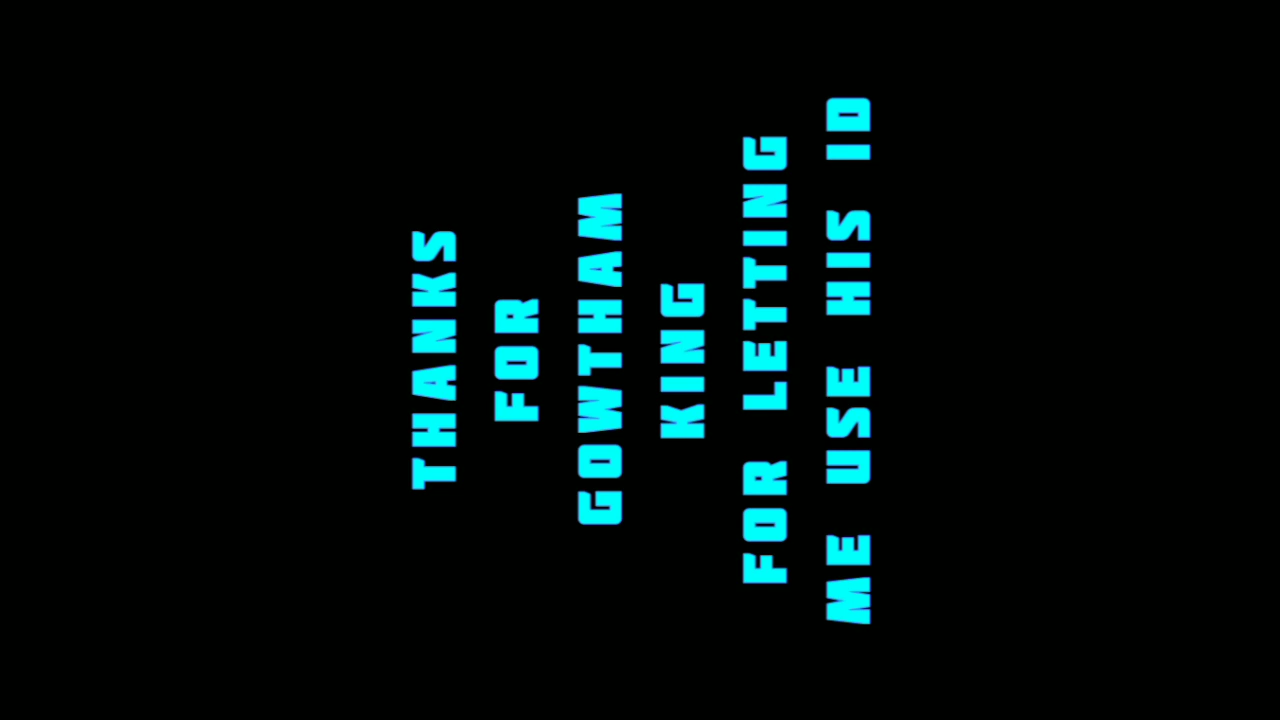 THANKS
FOR
GOWTHAM
KING
FOR LETTING
ME USE HIS ID